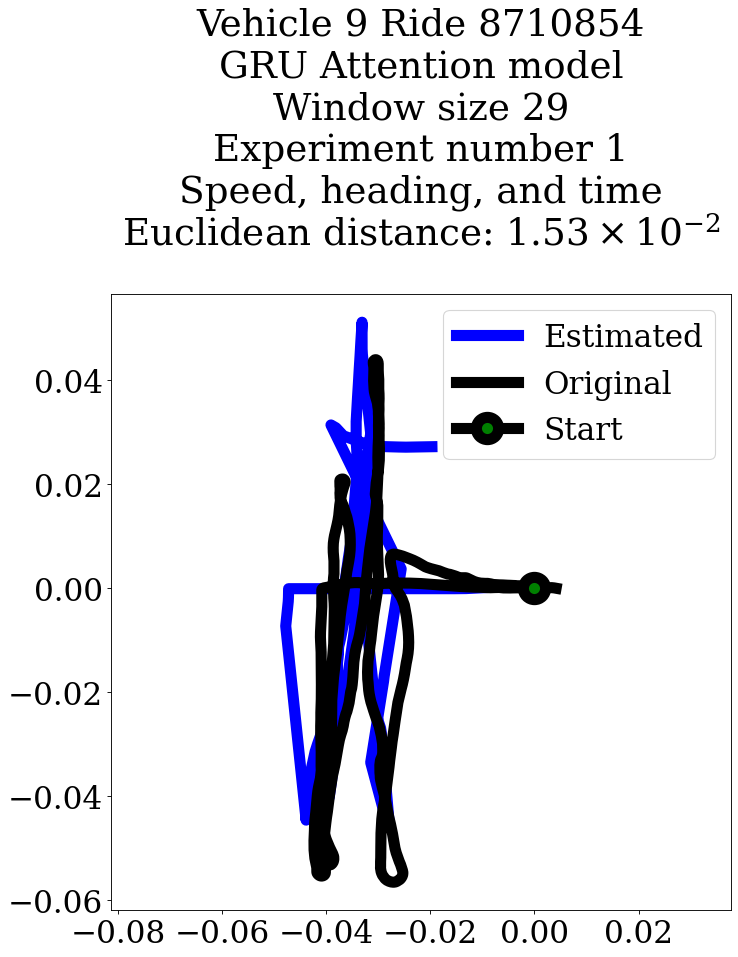 Vehicle 9 Ride 8710854
GRU Attention model
Window size 29
Experiment number 1
Speed, heading, and time
Euclidean distance: 1.53 × 10⁻²
Estimated
Original
Start
0.04
0.02
0.00
−0.02
−0.04
−0.06
−0.08 −0.06 −0.04 −0.02 0.00 0.02